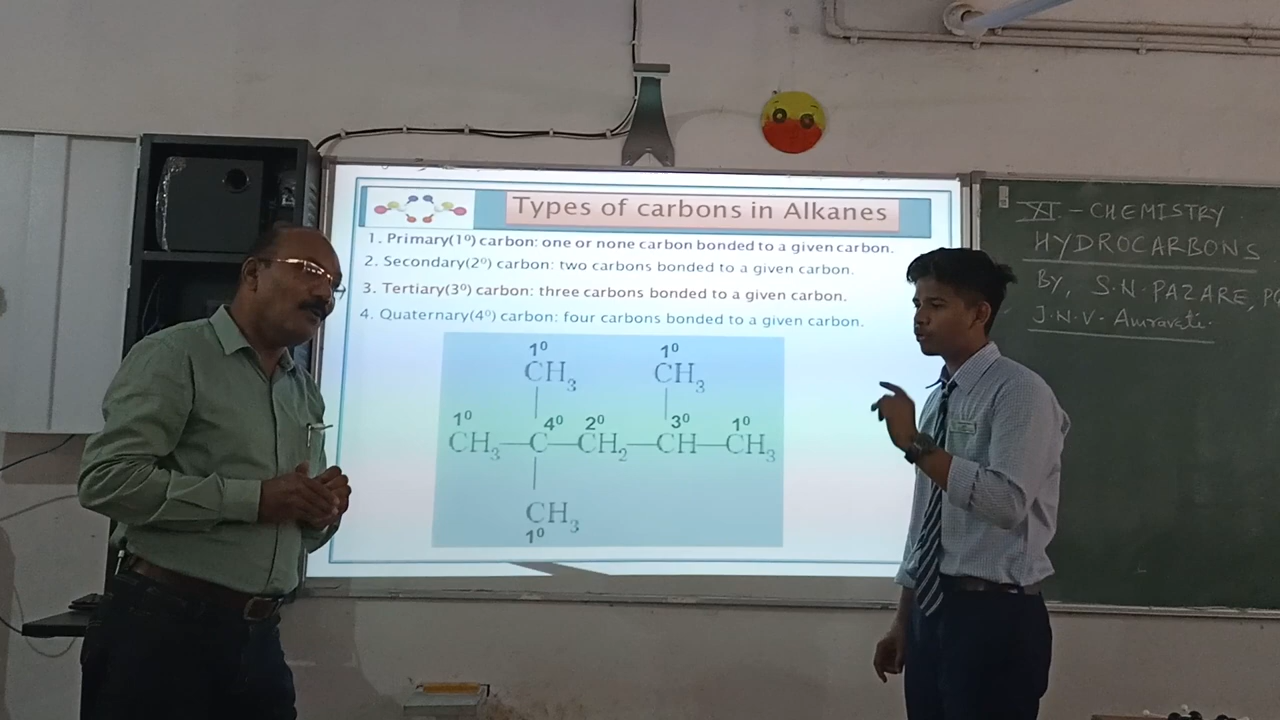 Types of carbons in Alkanes
1. Primary(1⁰) carbon: one or none carbon bonded to a given carbon.
2. Secondary(2⁰) carbon: two carbons bonded to a given carbon.
3. Tertiary(3⁰) carbon: three carbons bonded to a given carbon.
4. Quaternary(4⁰) carbon: four carbons bonded to a given carbon.
1⁰ 1⁰
CH₃ CH₃
1⁰ 4⁰ 2⁰ 3⁰ 1⁰
CH₃—C—CH₂—CH—CH₃
CH₃
1⁰
XI - CHEMISTRY
HYDROCARBONS
BY, S.N. PAZARE,
J.N.V. Amravati.